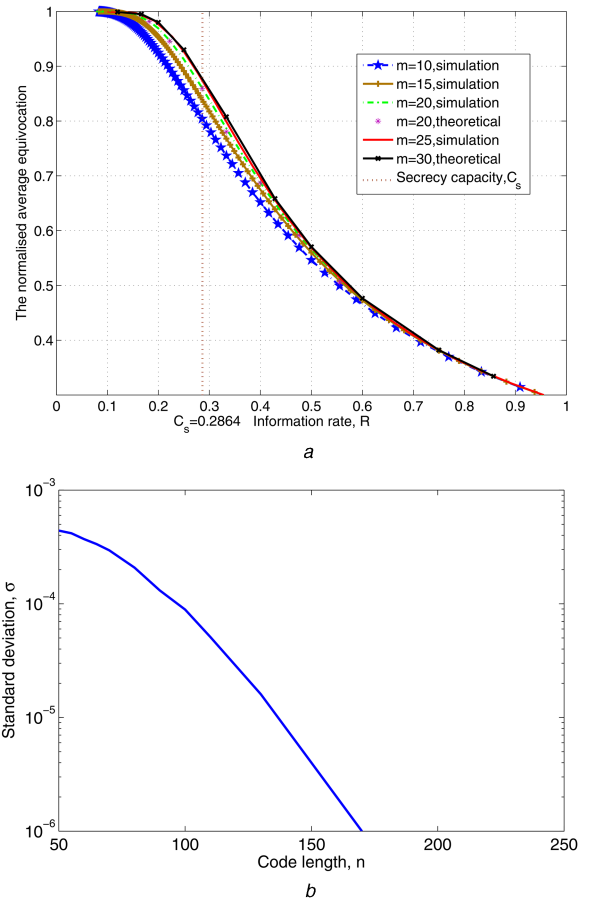 1
0.9
0.8
0.7
0.6
0.5
0.4
The normalised average equivocation
m=10,simulation
m=15,simulation
m=20,simulation
m=20,theoretical
m=25,simulation
m=30,theoretical
Secrecy capacity,Cs
0 0.1 0.2 0.3 0.4 0.5 0.6 0.7 0.8 0.9 1
Cs=0.2864 Information rate, R
a
10^-3
10^-4
10^-5
10^-6
Standard deviation, σ
50 100 150 200 250
Code length, n
b